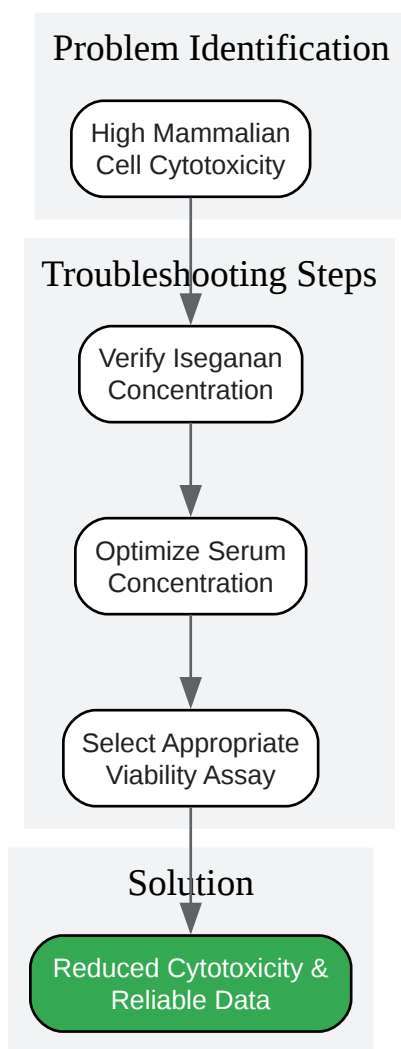 Problem Identification
High Mammalian
Cell Cytotoxicity
Troubleshooting Steps
Verify Iseganan
Concentration
Optimize Serum
Concentration
Select Appropriate
Viability Assay
Solution
Reduced Cytotoxicity &
Reliable Data